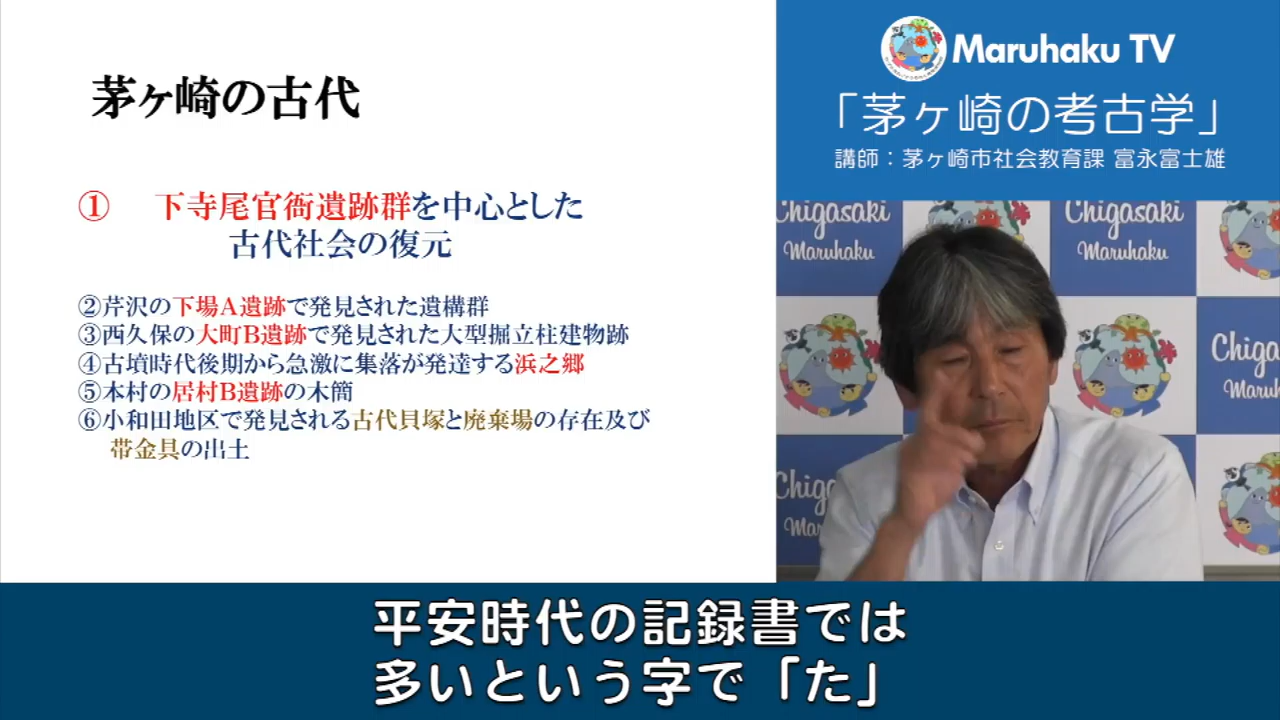 茅ヶ崎の古代
① 下寺尾官衙遺跡群を中心とした
古代社会の復元
②芹沢の下場A遺跡で発見された遺構群
③西久保の大町B遺跡で発見された大型掘立柱建物跡
④古墳時代後期から急激に集落が発達する浜之郷
⑤本村の居村B遺跡の木簡
⑥小和田地区で発見される古代貝塚と廃棄場の存在及び
帯金具の出土
Maruhaku TV
「茅ヶ崎の考古学」
講師：茅ヶ崎市社会教育課 富永富士雄
Chigasaki
Maruhaku
Chigasaki
Maruhaku
Chiga
Maruh
Chig
Ma
平安時代の記録書では
多いという字で「た」